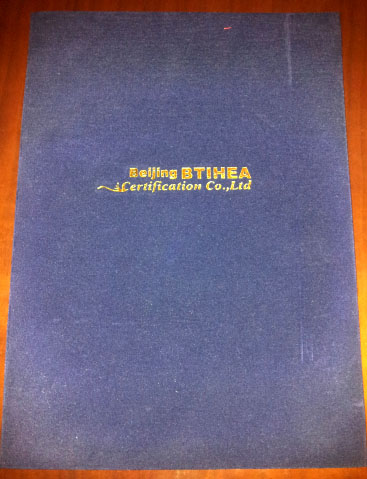 Beijing BTIHEA
Certification Co.,Ltd